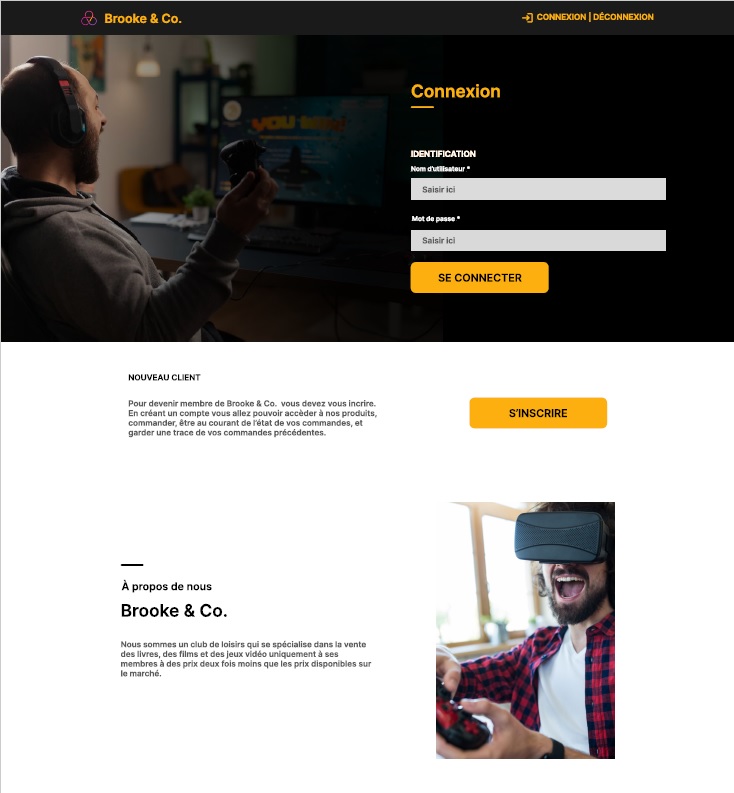 Brooke & Co.
CONNEXION | DÉCONNEXION
Connexion
IDENTIFICATION
Nom d'utilisateur *
Saisir ici
Mot de passe *
Saisir ici
SE CONNECTER
NOUVEAU CLIENT
Pour devenir membre de Brooke & Co. vous devez vous incrire.
En créant un compte vous allez pouvoir accèder à nos produits,
commander, être au courant de l'état de vos commandes, et
garder une trace de vos commandes précédentes.
S'INSCRIRE
À propos de nous
Brooke & Co.
Nous sommes un club de loisirs qui se spécialise dans la vente
des livres, des films et des jeux vidéo uniquement à ses
membres à des prix deux fois moins que les prix disponibles sur
le marché.